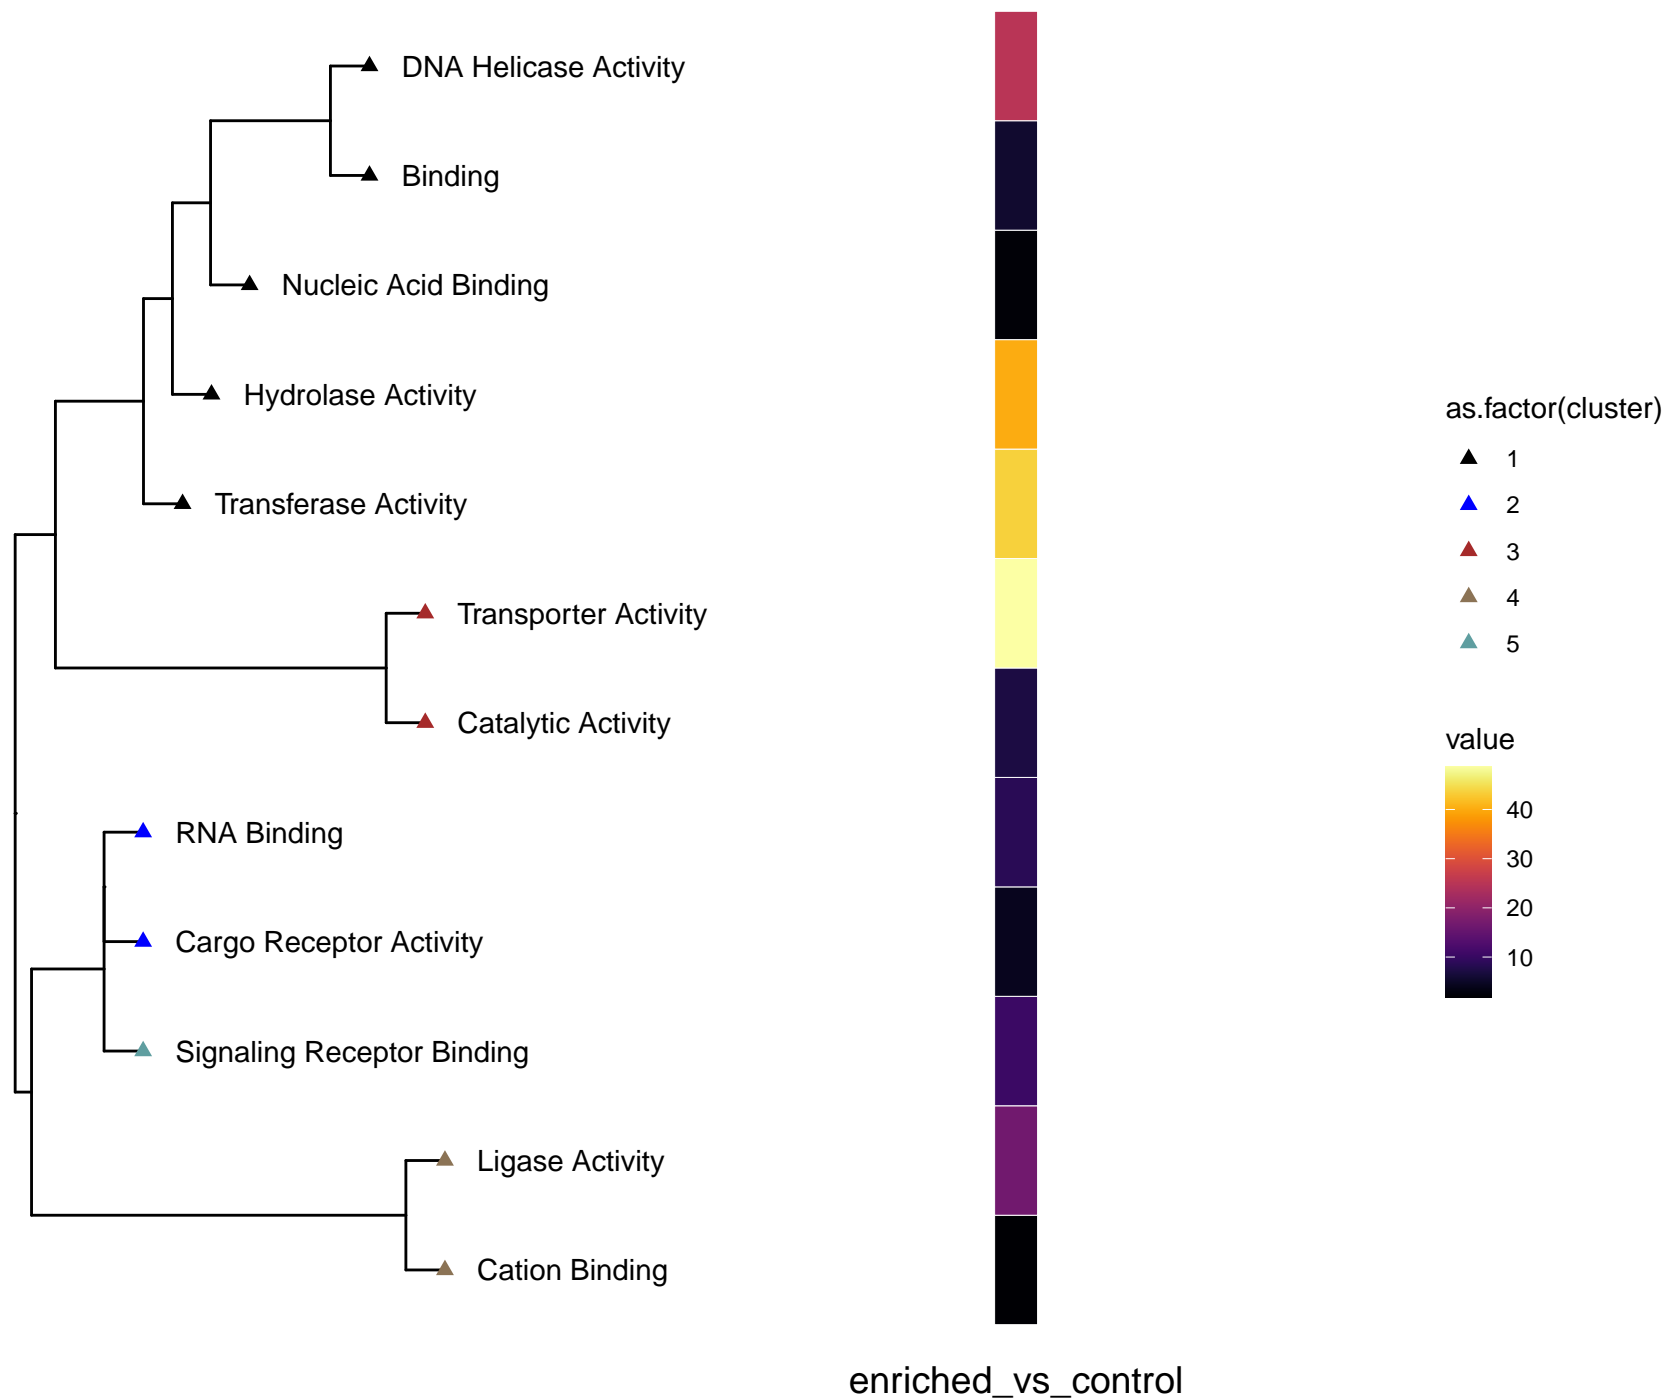 DNA Helicase Activity
Binding
Nucleic Acid Binding
Hydrolase Activity
Transferase Activity
Transporter Activity
Catalytic Activity
RNA Binding
Cargo Receptor Activity
Signaling Receptor Binding
Ligase Activity
Cation Binding
enriched_vs_control
as.factor(cluster)
1
2
3
4
5
value
40
30
20
10